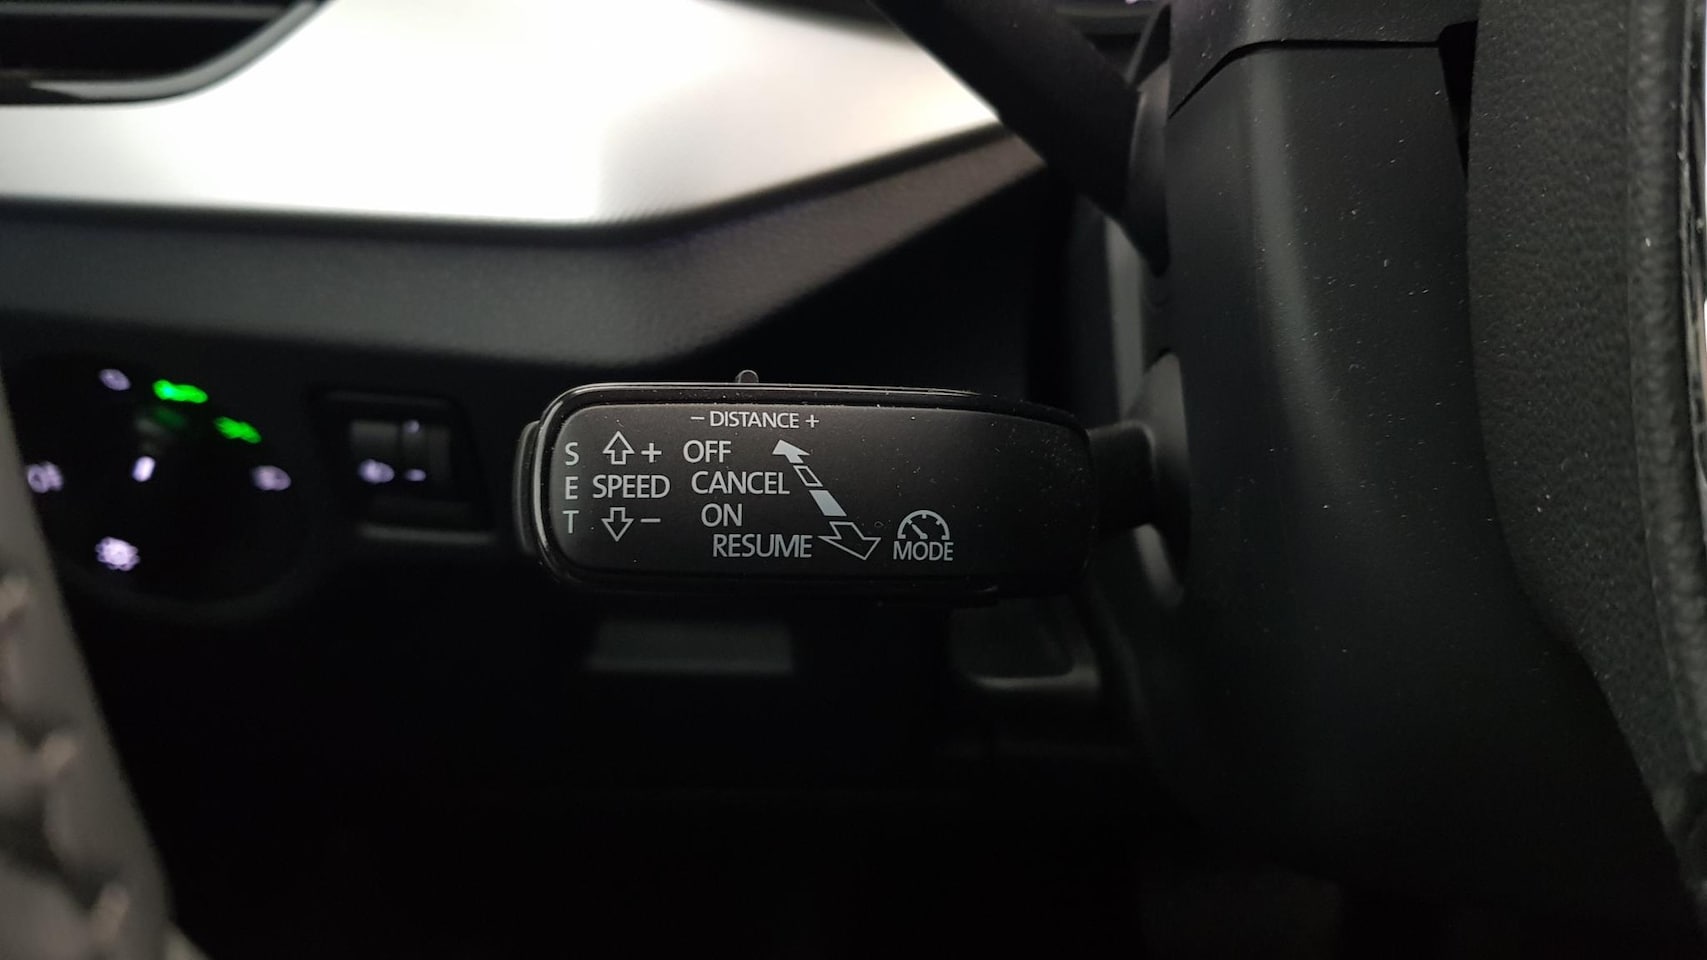 − DISTANCE +
S + OFF
E SPEED CANCEL
T − ON
RESUME MODE